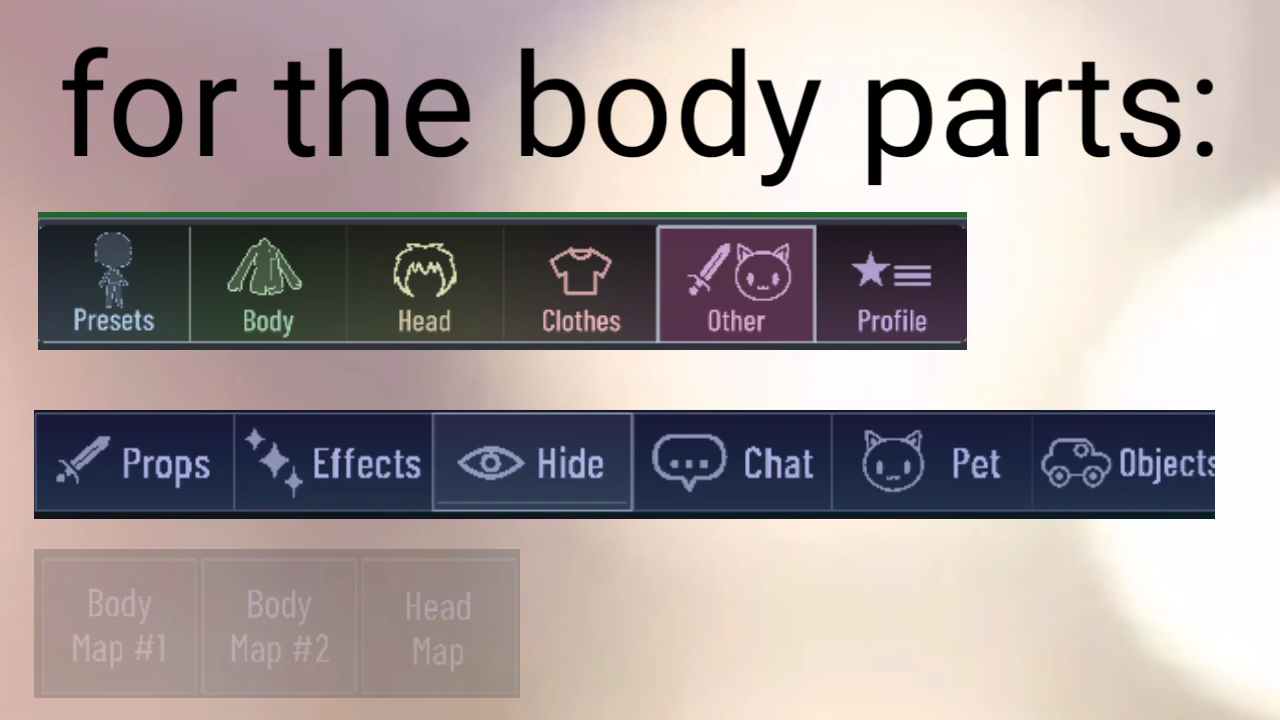 for the body parts:
Presets Body Head Clothes Other Profile
Props Effects Hide Chat Pet Objects
Body Body Head
Map #1 Map #2 Map